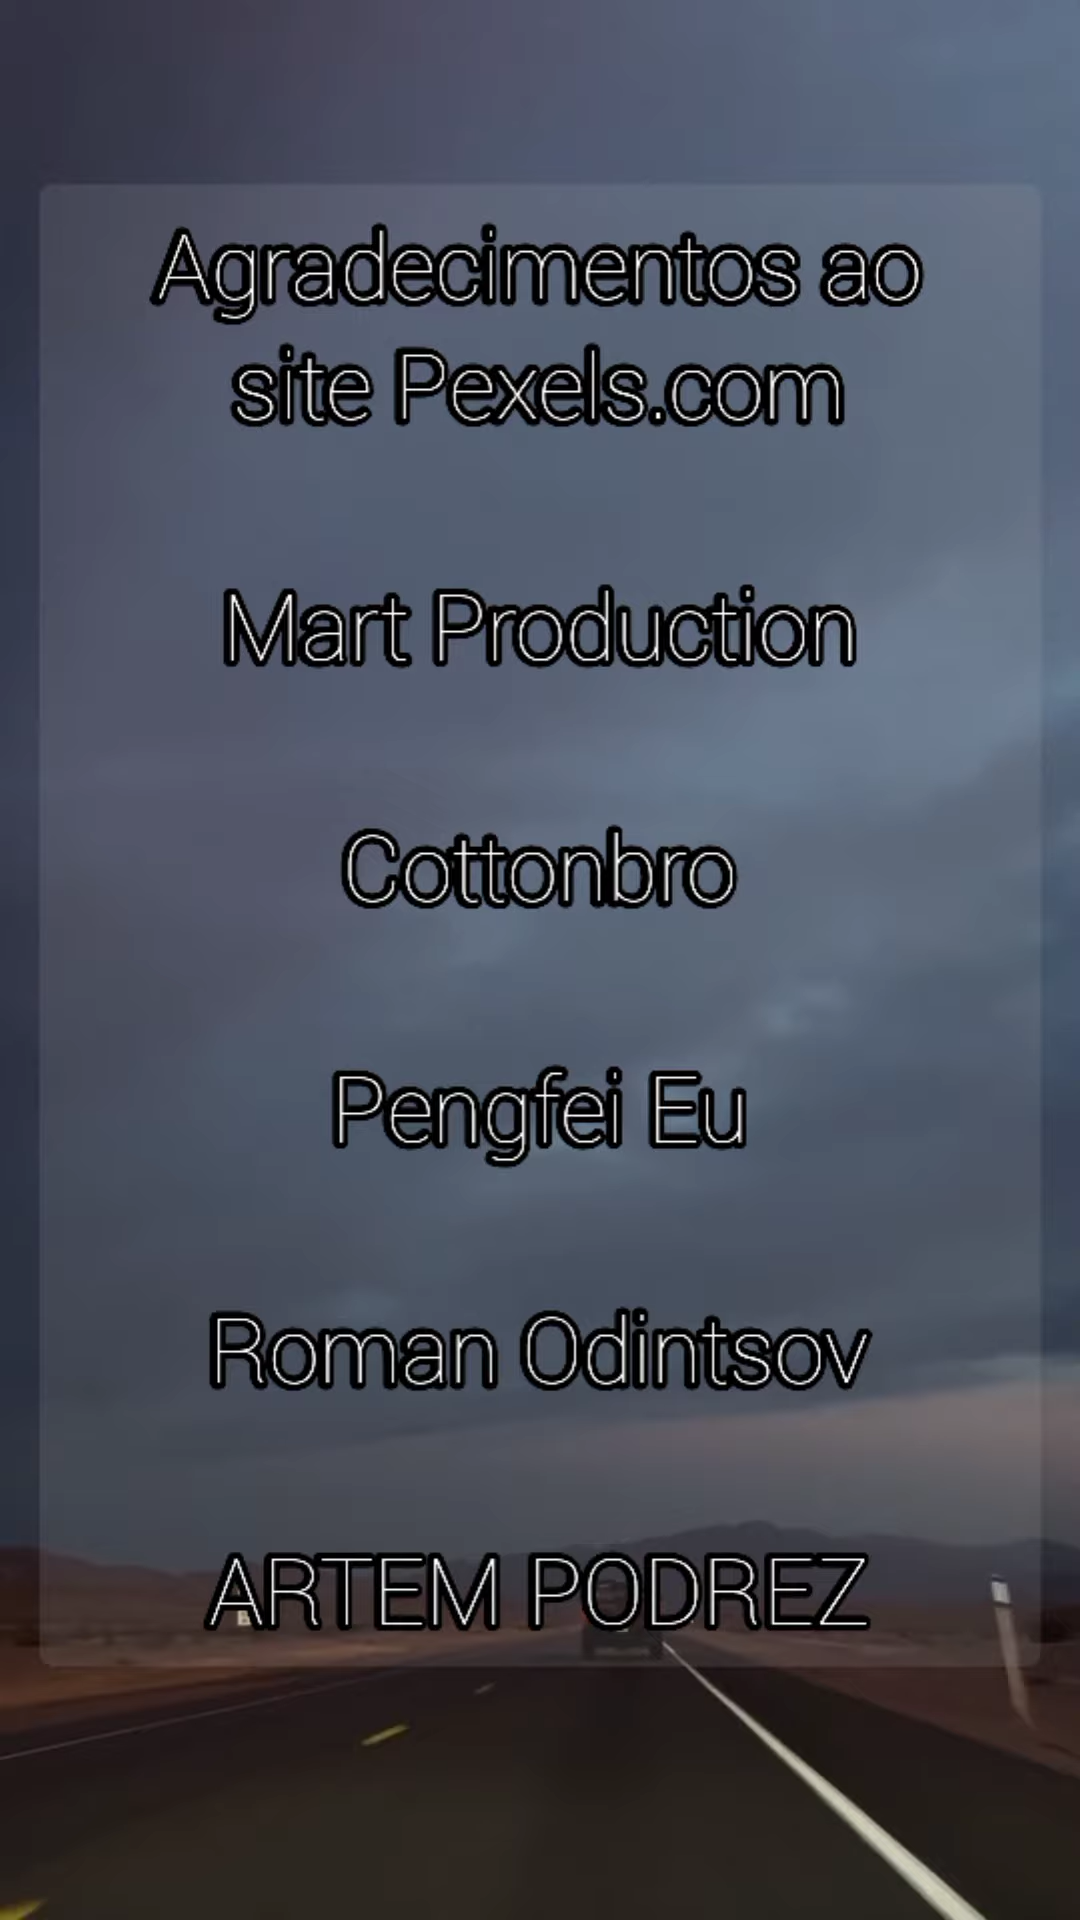 Agradecimentos ao
site Pexels.com
Mart Production
Cottonbro
Pengfei Eu
Roman Odintsov
ARTEM PODREZ